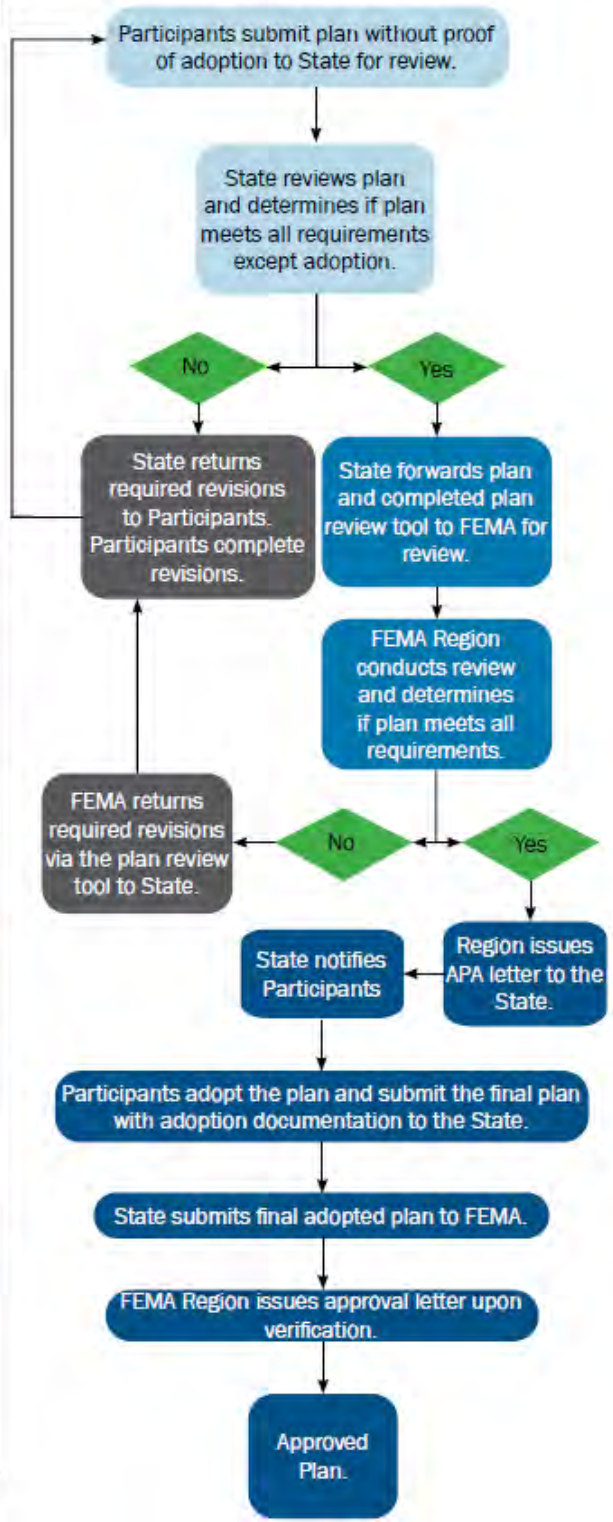 Participants submit plan without proof
of adoption to State for review.
State reviews plan
and determines if plan
meets all requirements
except adoption.
No
Yes
State returns
required revisions
to Participants.
Participants complete
revisions.
State forwards plan
and completed plan
review tool to FEMA for
review.
FEMA Region
conducts review
and determines
if plan meets all
requirements.
FEMA returns
required revisions
via the plan review
tool to State.
No
Yes
State notifies
Participants
Region issues
APA letter to the
State.
Participants adopt the plan and submit the final plan
with adoption documentation to the State.
State submits final adopted plan to FEMA.
FEMA Region issues approval letter upon
verification.
Approved
Plan.